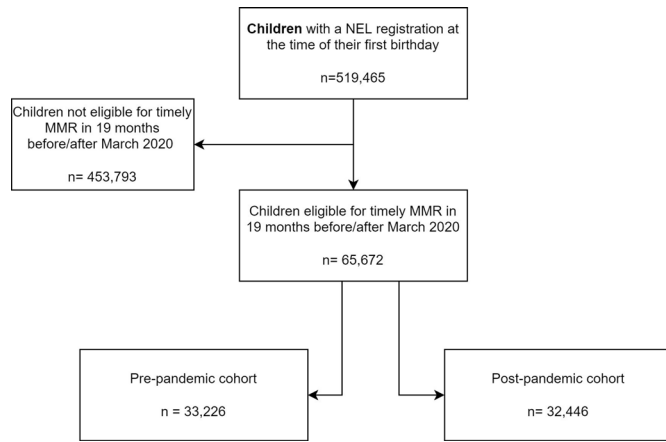 Children with a NEL registration at
the time of their first birthday
n=519,465
Children not eligible for timely
MMR in 19 months
before/after March 2020
n= 453,793
Children eligible for timely MMR in
19 months before/after March 2020
n= 65,672
Pre-pandemic cohort
n = 33,226
Post-pandemic cohort
n = 32,446